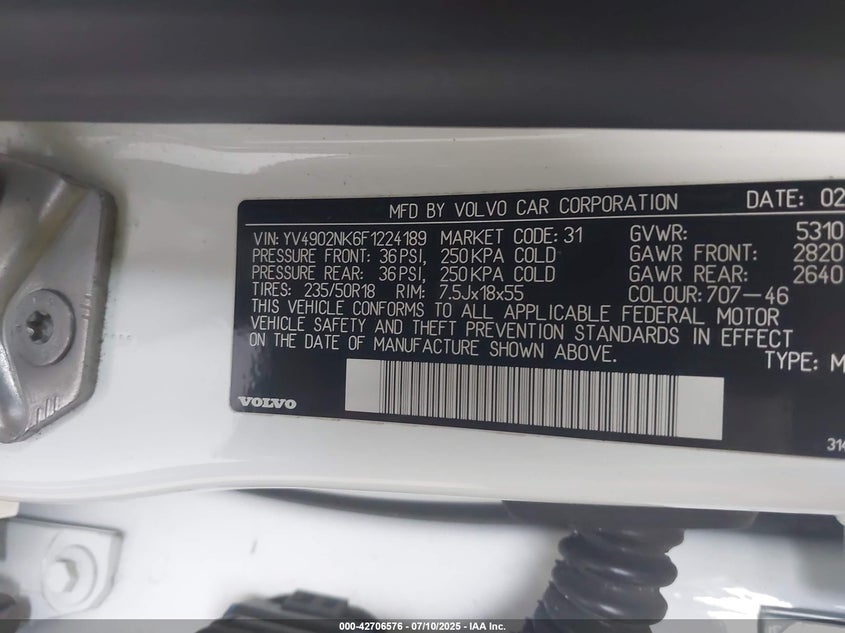 MFD BY VOLVO CAR CORPORATION DATE: 02
VIN: YV4902NK6F1224189 MARKET CODE: 31 GVWR: 5310
PRESSURE FRONT: 36 PSI, 250 KPA COLD GAWR FRONT: 2820
PRESSURE REAR: 36 PSI, 250 KPA COLD GAWR REAR: 2640
TIRES: 235/50R18 RIM: 7.5Jx18x55 COLOUR: 707-46
THIS VEHICLE CONFORMS TO ALL APPLICABLE FEDERAL MOTOR
VEHICLE SAFETY AND THEFT PREVENTION STANDARDS IN EFFECT
ON THE DATE OF MANUFACTURE SHOWN ABOVE.
TYPE: M
VOLVO
314
000-42706576 / 07/10/2025 - IAA Inc.